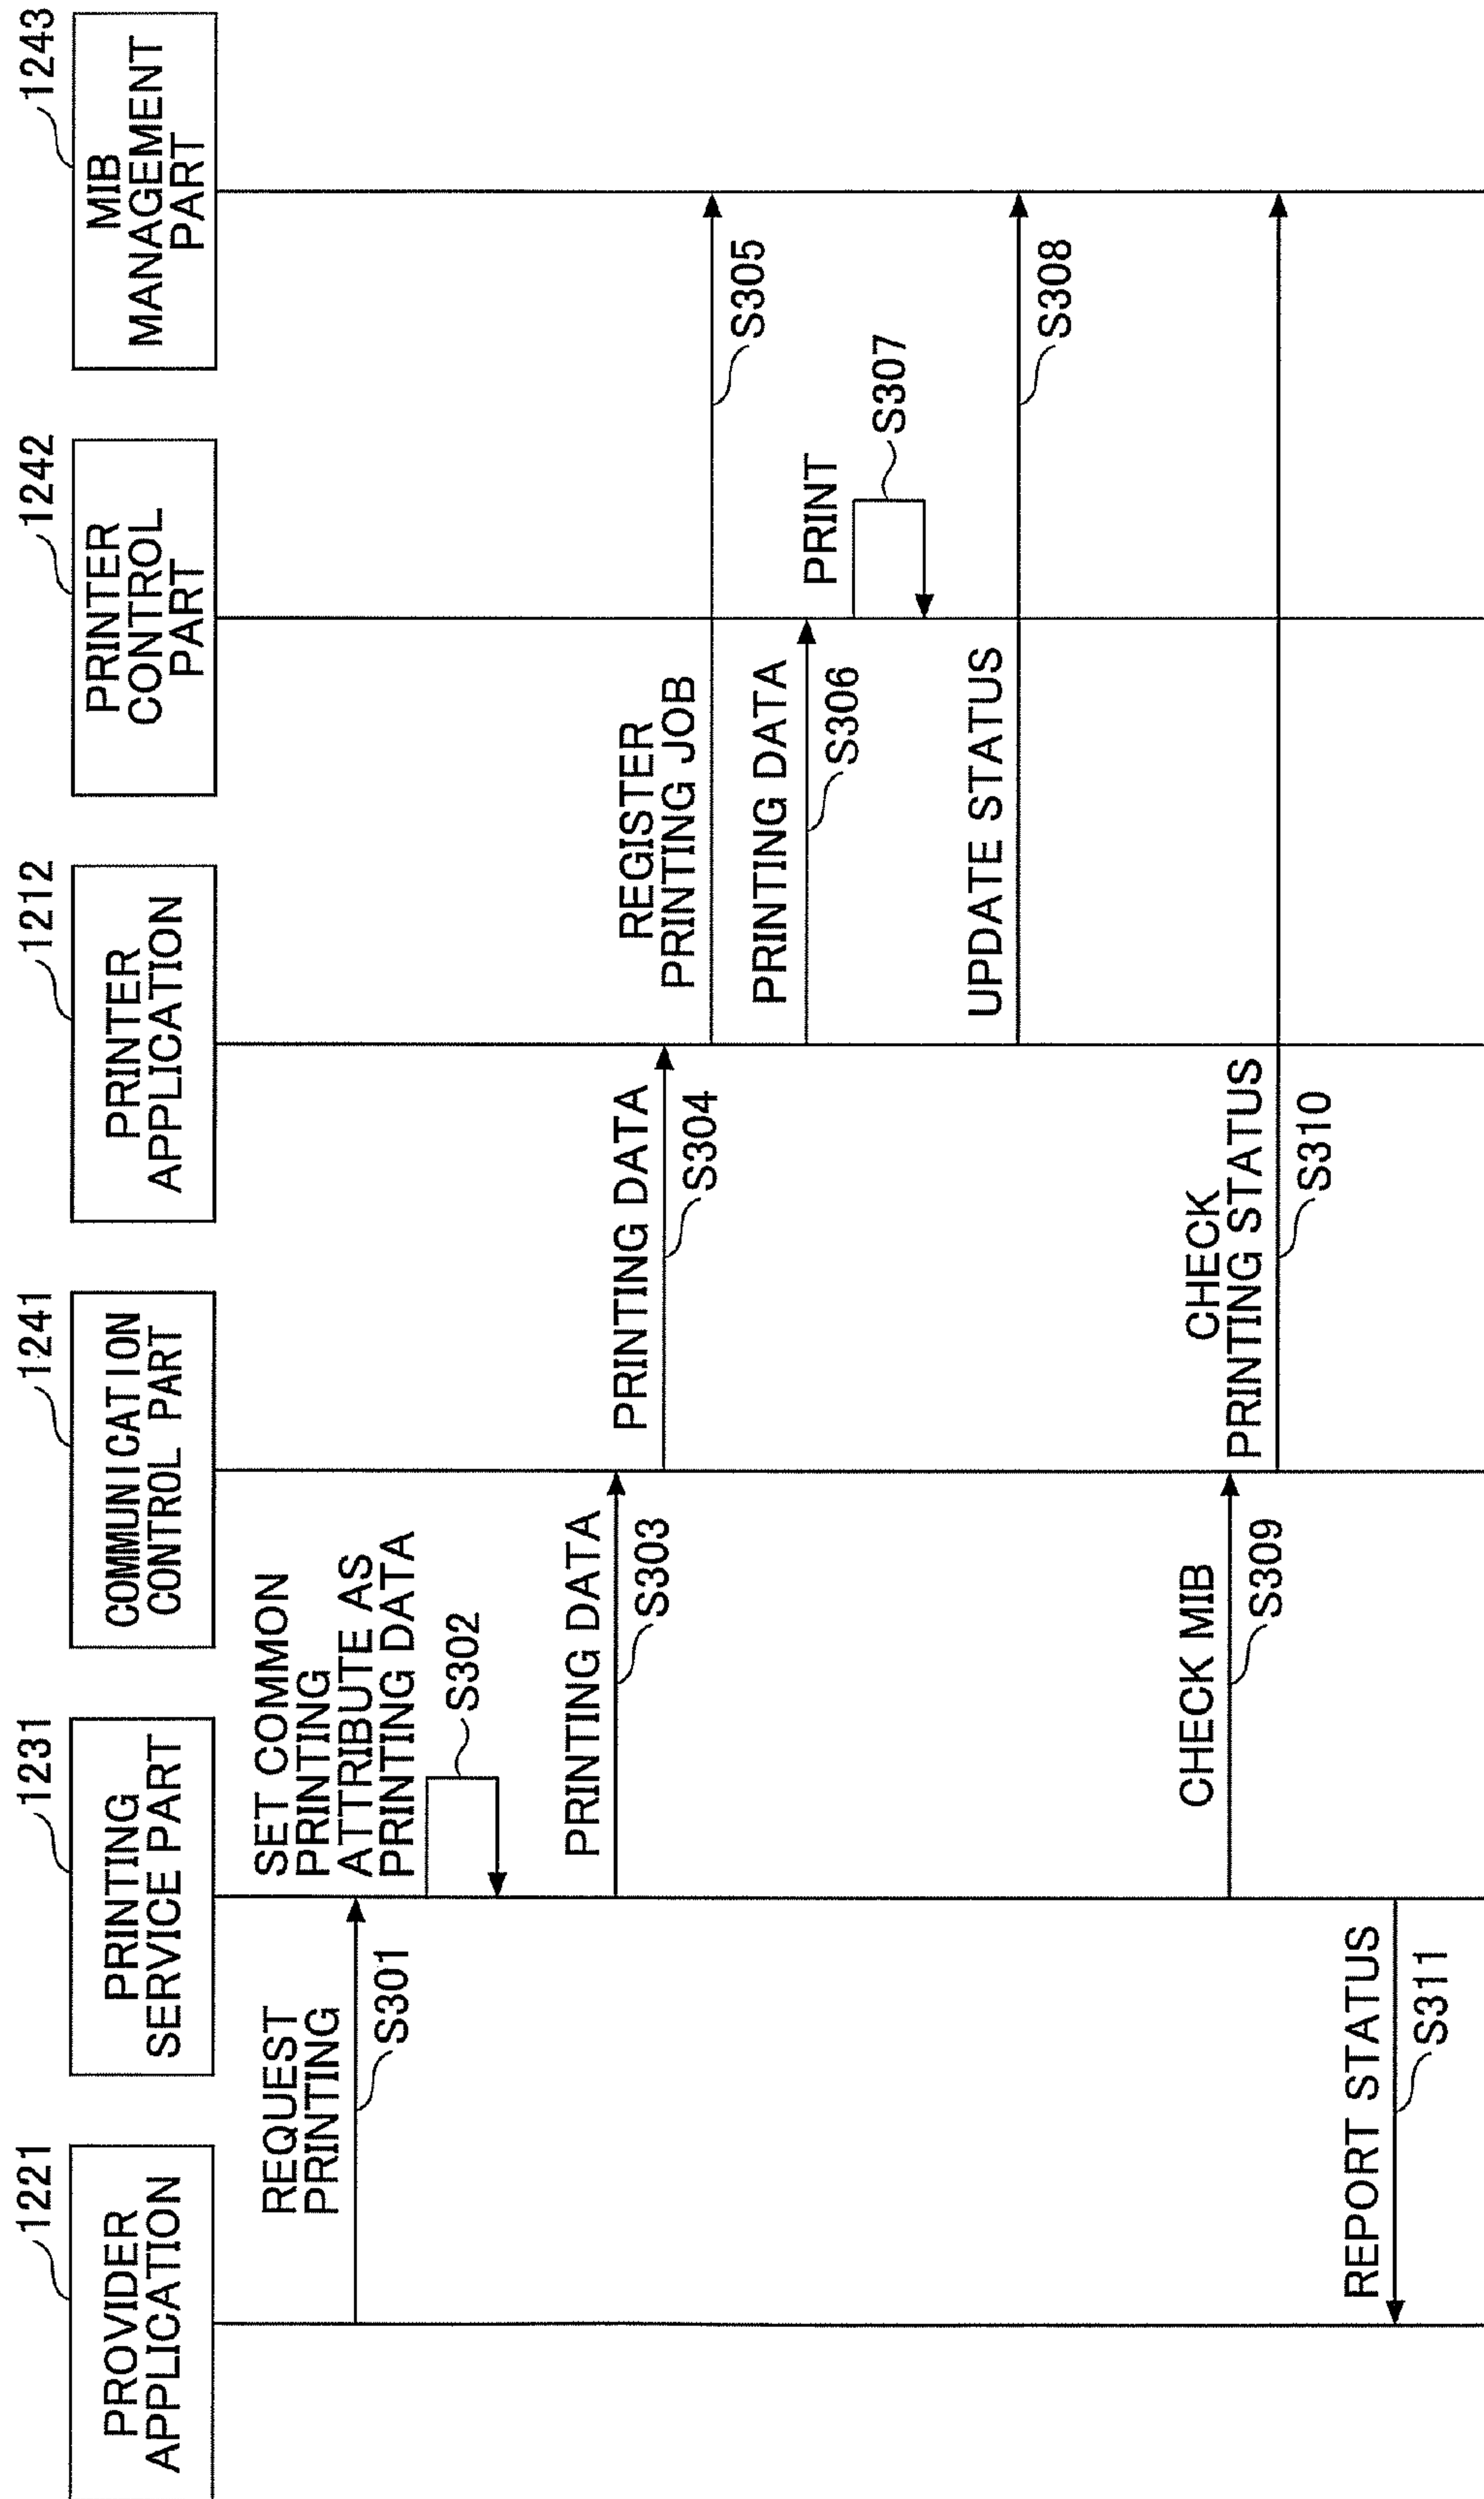 1221
PROVIDER
APPLICATION
1231
PRINTING
SERVICE PART
1241
COMMUNICATION
CONTROL PART
1212
PRINTER
APPLICATION
1242
PRINTER
CONTROL
PART
1243
MIB
MANAGEMENT
PART
REQUEST
PRINTING
S301
SET COMMON
PRINTING
ATTRIBUTE AS
PRINTING DATA
S302
PRINTING DATA
S303
PRINTING DATA
S304
REGISTER
PRINTING JOB
S305
PRINTING DATA
S306
PRINT
S307
UPDATE STATUS
S308
CHECK MIB
S309
CHECK
PRINTING STATUS
S310
REPORT STATUS
S311